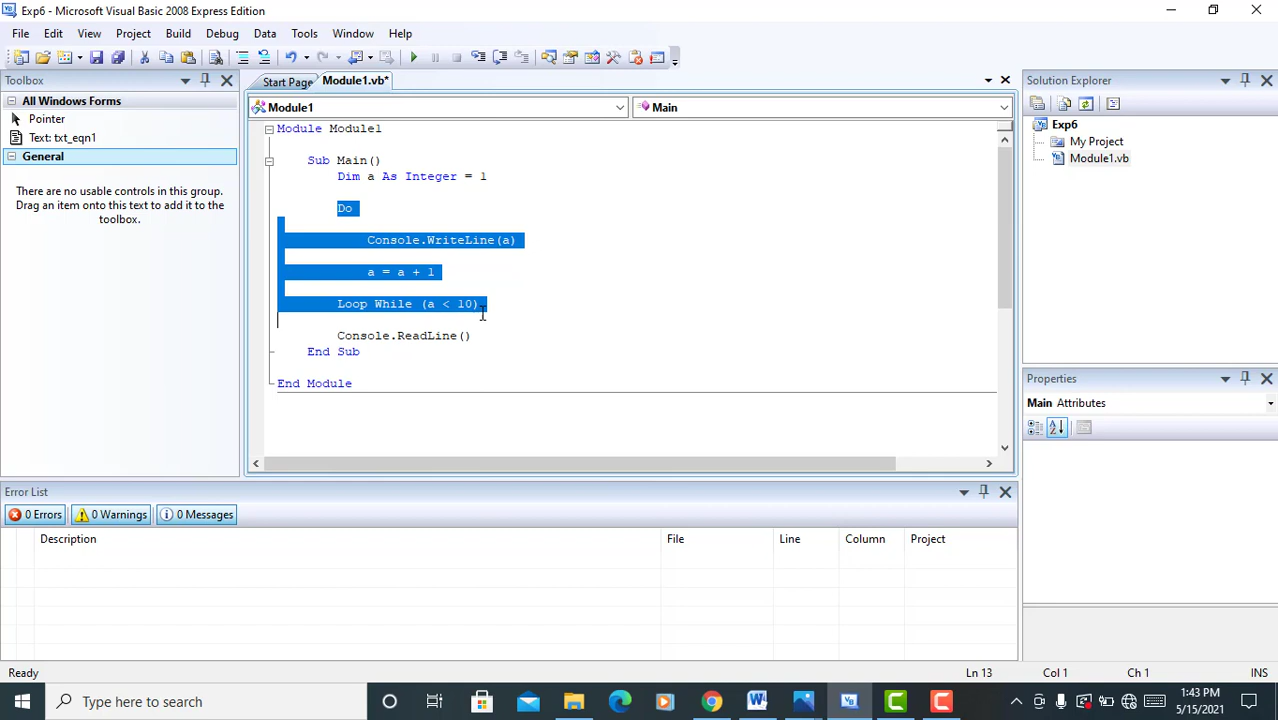 Exp6 - Microsoft Visual Basic 2008 Express Edition
File Edit View Project Build Debug Data Tools Window Help
Toolbox
All Windows Forms
Pointer
Text: txt_eqn1
General
There are no usable controls in this group.
Drag an item onto this text to add it to the
toolbox.
Start Page Module1.vb*
Module1 Main
Module Module1
Sub Main()
Dim a As Integer = 1
Do
Console.WriteLine(a)
a = a + 1
Loop While (a < 10)
Console.ReadLine()
End Sub
End Module
Solution Explorer
Exp6
My Project
Module1.vb
Properties
Main Attributes
Error List
0 Errors 0 Warnings 0 Messages
Description File Line Column Project
Ready Ln 13 Col 1 Ch 1 INS
Type here to search
1:43 PM
5/15/2021